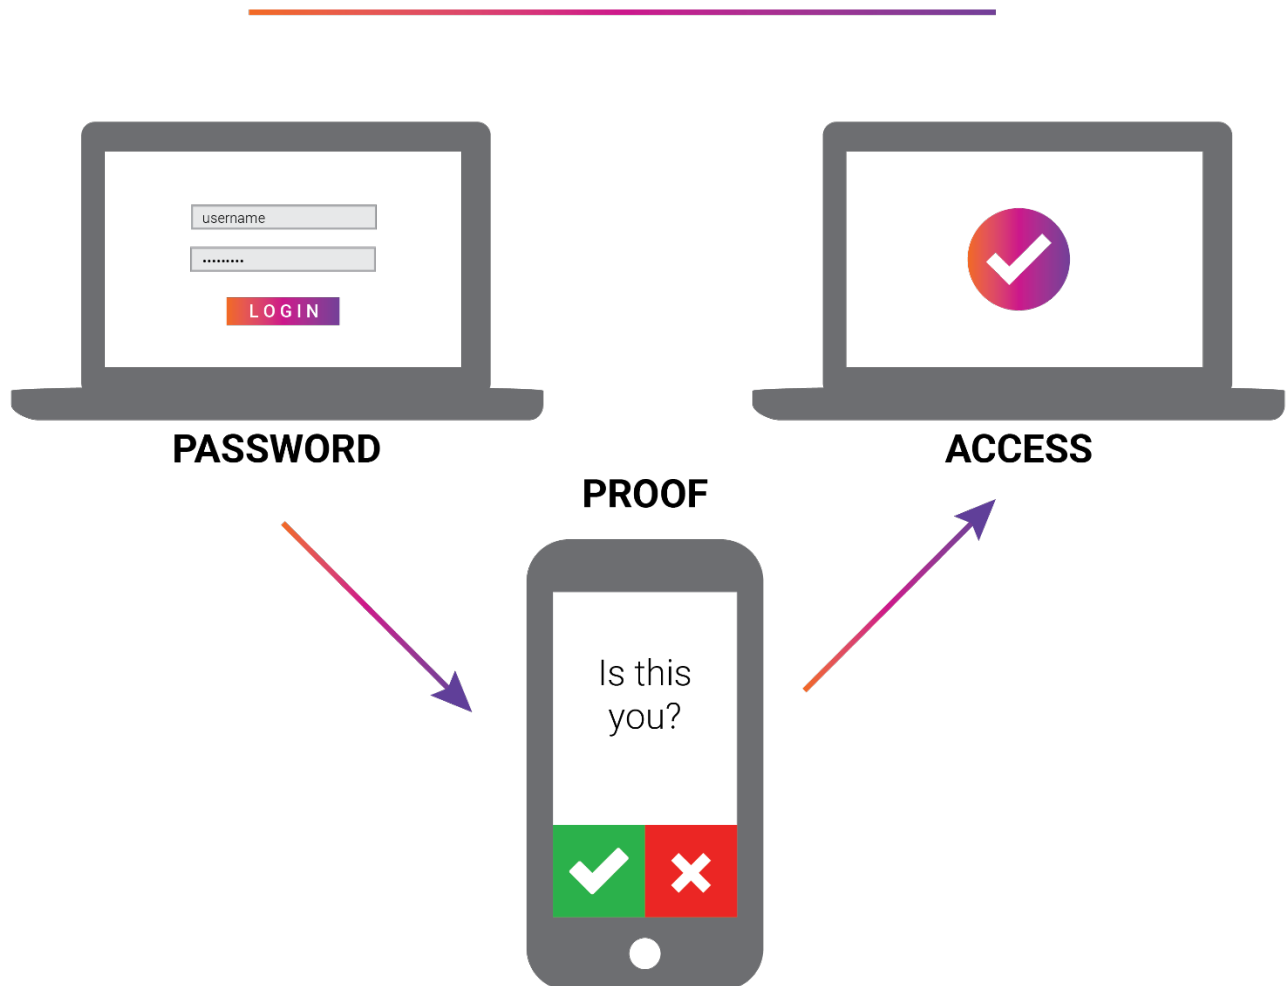 username
•••••••••
LOGIN
PASSWORD
ACCESS
PROOF
Is this
you?